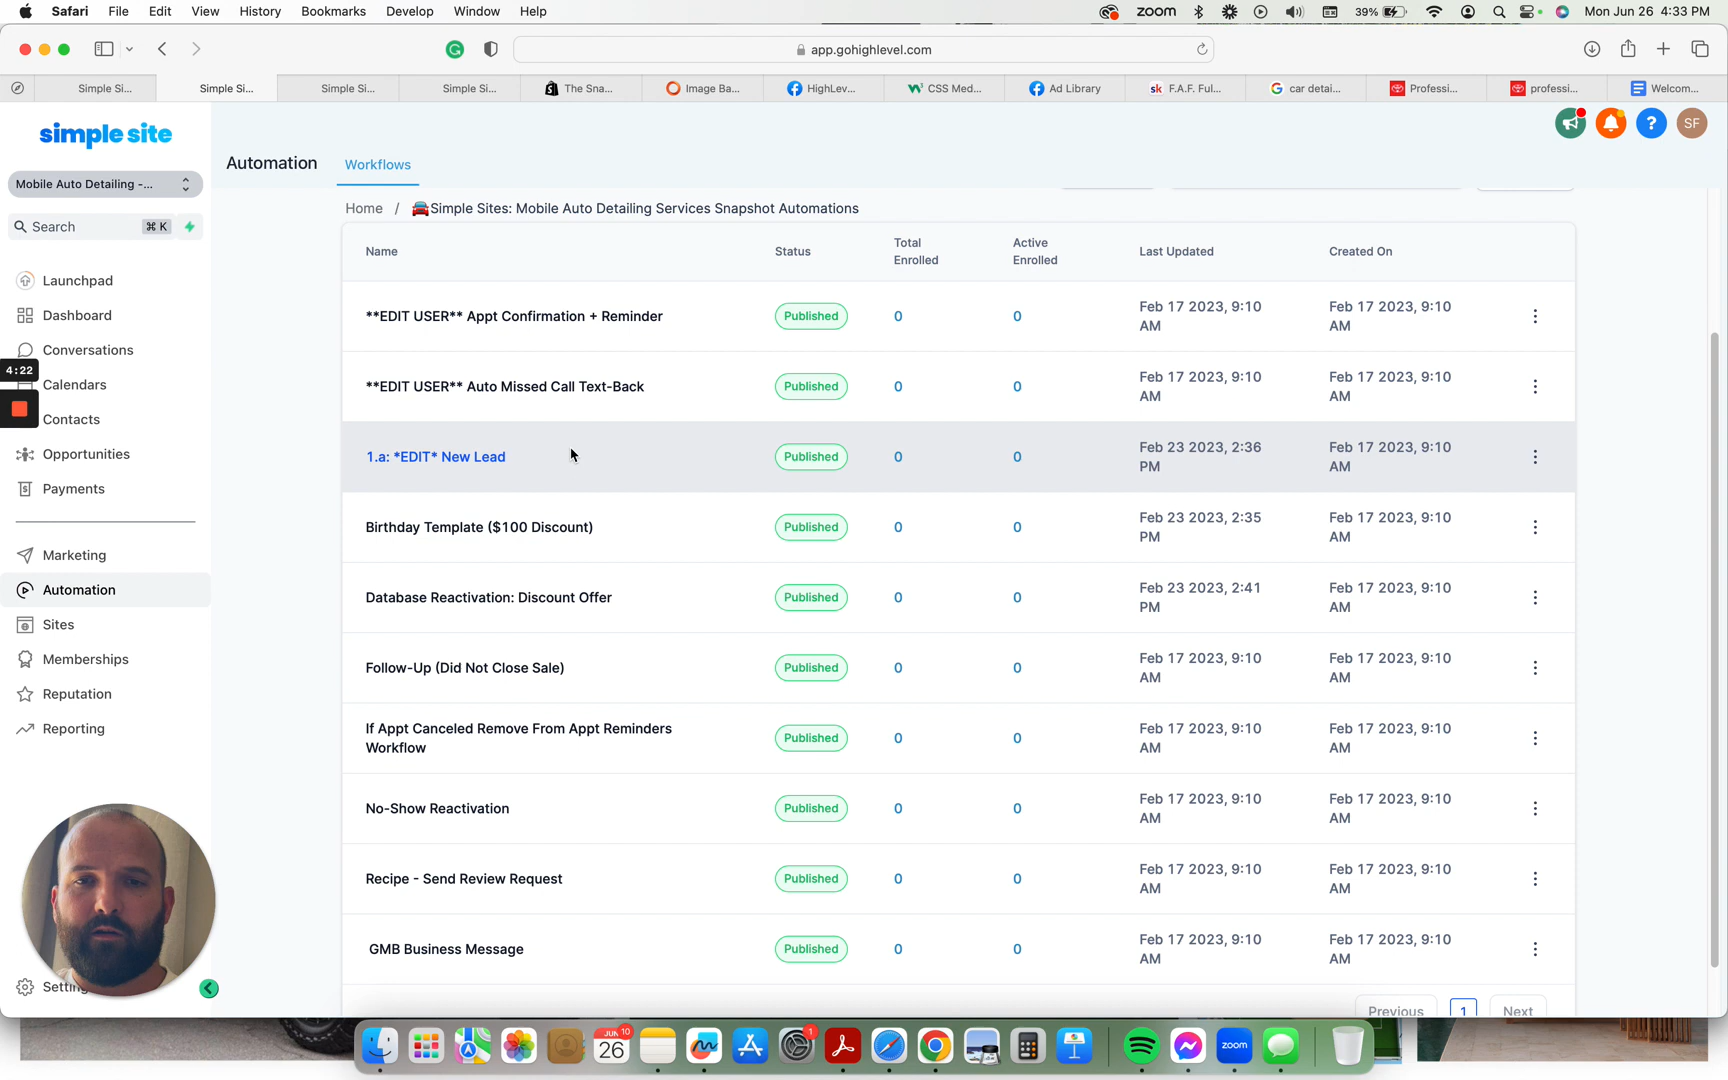 Safari File Edit View History Bookmarks Develop Window Help
zoom 39% Mon Jun 26 4:33 PM
app.gohighlevel.com
Simple Si... Simple Si... Simple Si... Simple Si... The Sna... Image Ba... HighLev... CSS Med... Ad Library F.A.F. Ful... car detai... Professi... professi... Welcom...
simple site
Automation Workflows
? SF
Mobile Auto Detailing -...
Search ⌘ K
Home / 🚘Simple Sites: Mobile Auto Detailing Services Snapshot Automations
Launchpad
Dashboard
Conversations
4:22
Calendars
Contacts
Opportunities
Payments
Marketing
Automation
Sites
Memberships
Reputation
Reporting
Name Status Total Enrolled Active Enrolled Last Updated Created On
**EDIT USER** Appt Confirmation + Reminder Published 0 0 Feb 17 2023, 9:10 AM Feb 17 2023, 9:10 AM
**EDIT USER** Auto Missed Call Text-Back Published 0 0 Feb 17 2023, 9:10 AM Feb 17 2023, 9:10 AM
1.a: *EDIT* New Lead Published 0 0 Feb 23 2023, 2:36 PM Feb 17 2023, 9:10 AM
Birthday Template ($100 Discount) Published 0 0 Feb 23 2023, 2:35 PM Feb 17 2023, 9:10 AM
Database Reactivation: Discount Offer Published 0 0 Feb 23 2023, 2:41 PM Feb 17 2023, 9:10 AM
Follow-Up (Did Not Close Sale) Published 0 0 Feb 17 2023, 9:10 AM Feb 17 2023, 9:10 AM
If Appt Canceled Remove From Appt Reminders Workflow Published 0 0 Feb 17 2023, 9:10 AM Feb 17 2023, 9:10 AM
No-Show Reactivation Published 0 0 Feb 17 2023, 9:10 AM Feb 17 2023, 9:10 AM
Recipe - Send Review Request Published 0 0 Feb 17 2023, 9:10 AM Feb 17 2023, 9:10 AM
GMB Business Message Published 0 0 Feb 17 2023, 9:10 AM Feb 17 2023, 9:10 AM
Previous 1 Next
JUN 10
26
1
zoom